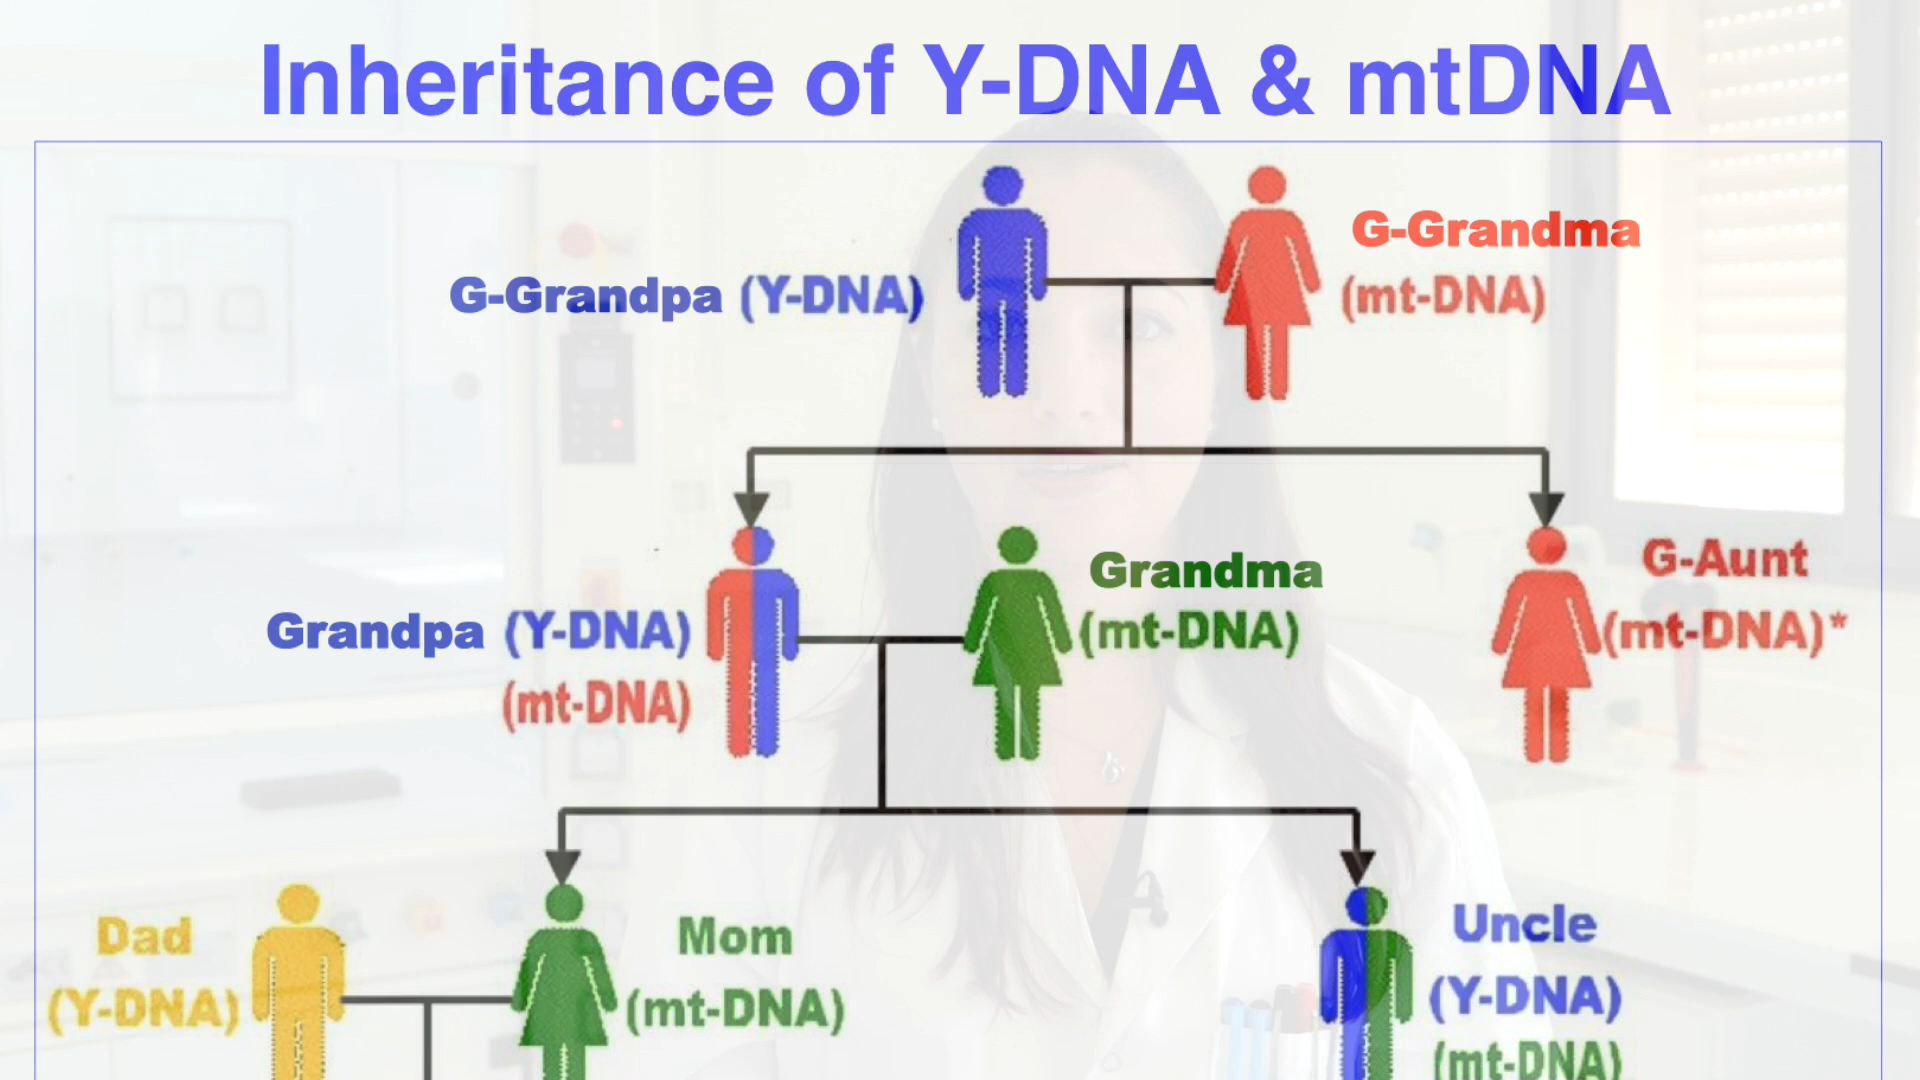 Inheritance of Y-DNA & mtDNA
G-Grandma
G-Grandpa (Y-DNA)
(mt-DNA)
Grandma
G-Aunt
Grandpa (Y-DNA)
(mt-DNA)
(mt-DNA)*
(mt-DNA)
Dad
Mom
Uncle
(Y-DNA)
(mt-DNA)
(Y-DNA)
(mt-DNA)